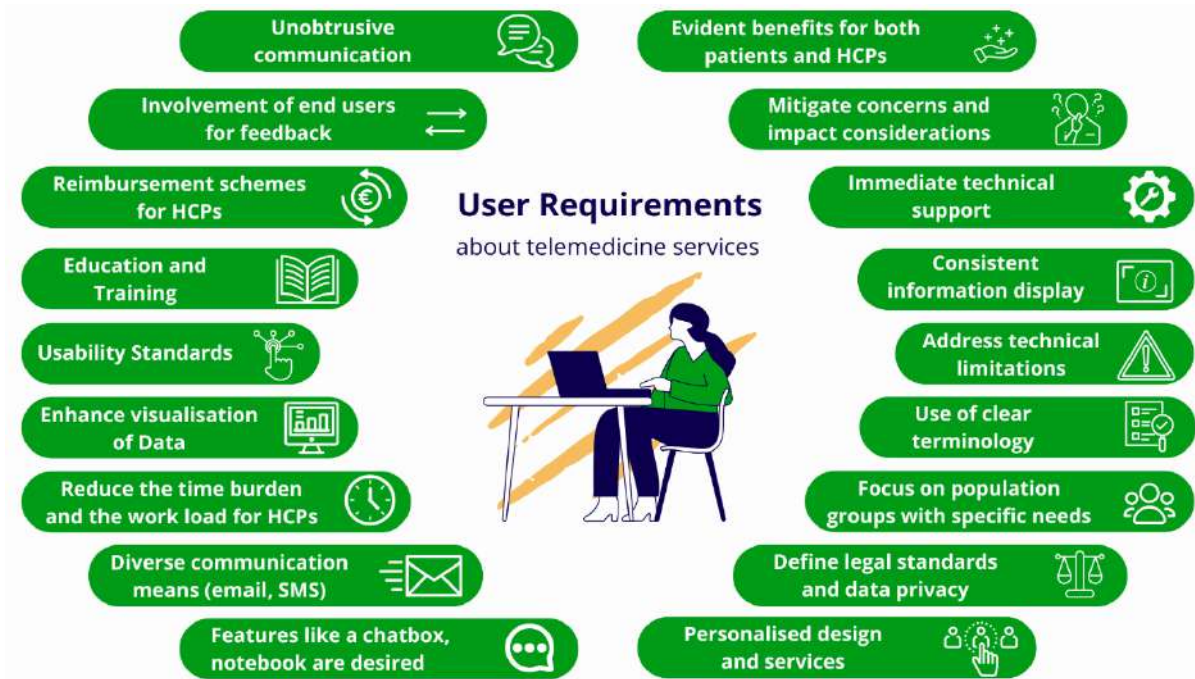 Unobtrusive
communication
Involvement of end users
for feedback
Reimbursement schemes
for HCPs
€
Education and
Training
Usability Standards
Enhance visualisation
of Data
Reduce the time burden
and the work load for HCPs
Diverse communication
means (email, SMS)
Features like a chatbox,
notebook are desired
User Requirements
about telemedicine services
Evident benefits for both
patients and HCPs
Mitigate concerns and
impact considerations
? ? ? ?
Immediate technical
support
Consistent
information display
i
Address technical
limitations
!
Use of clear
terminology
Focus on population
groups with specific needs
Define legal standards
and data privacy
Personalised design
and services